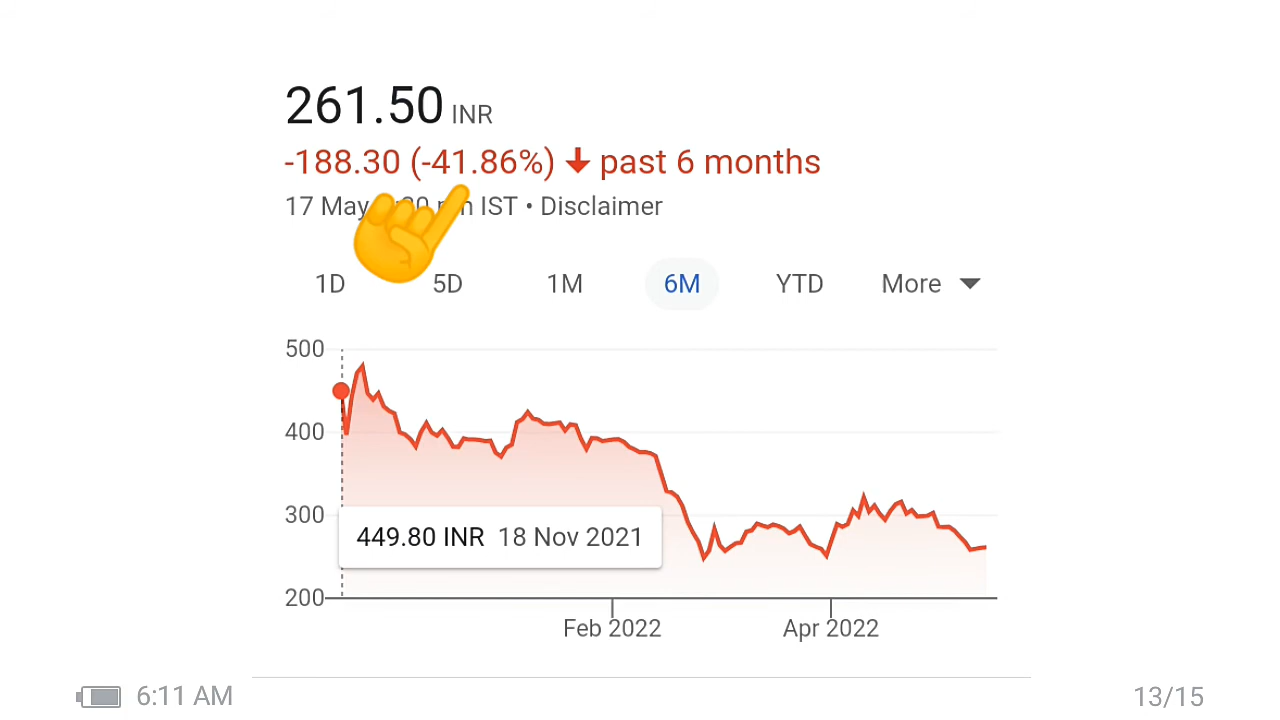 261.50 INR
-188.30 (-41.86%) past 6 months
17 May IST • Disclaimer
1D 5D 1M 6M YTD More
500
400
300
449.80 INR 18 Nov 2021
200
Feb 2022 Apr 2022
6:11 AM 13/15